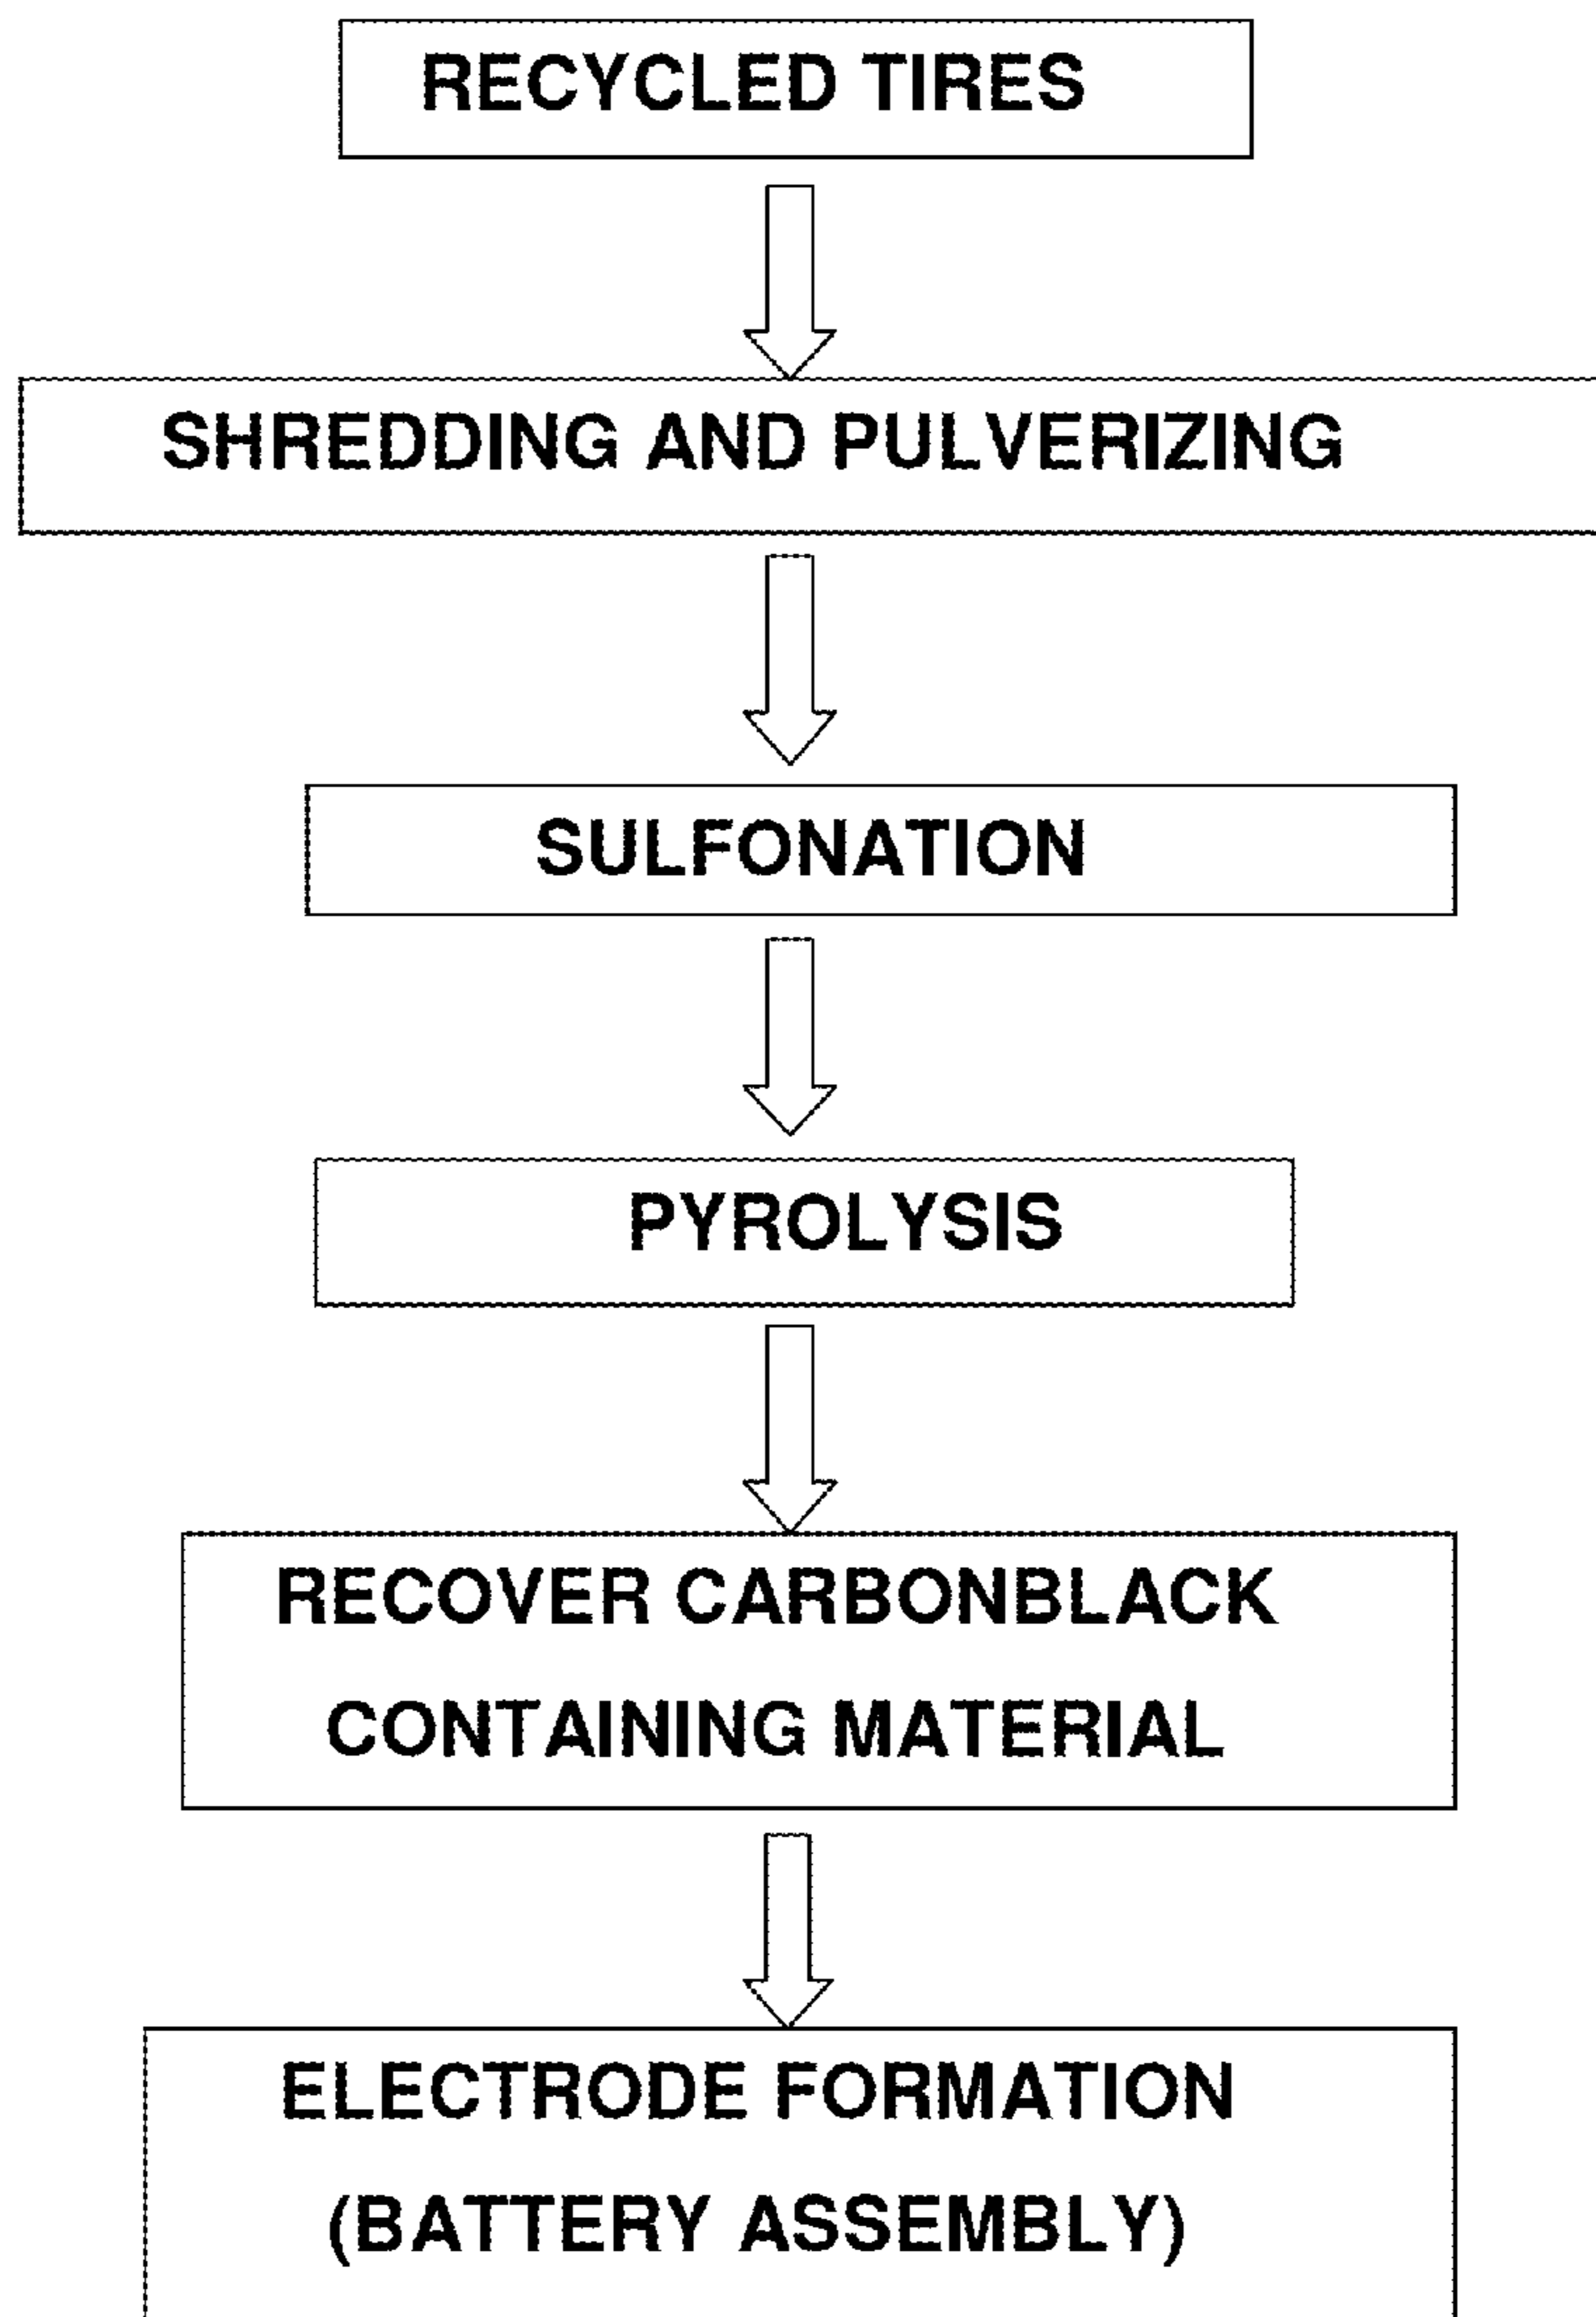 RECYCLED TIRES
SHREDDING AND PULVERIZING
SULFONATION
PYROLYSIS
RECOVER CARBONBLACK
CONTAINING MATERIAL
ELECTRODE FORMATION
(BATTERY ASSEMBLY)